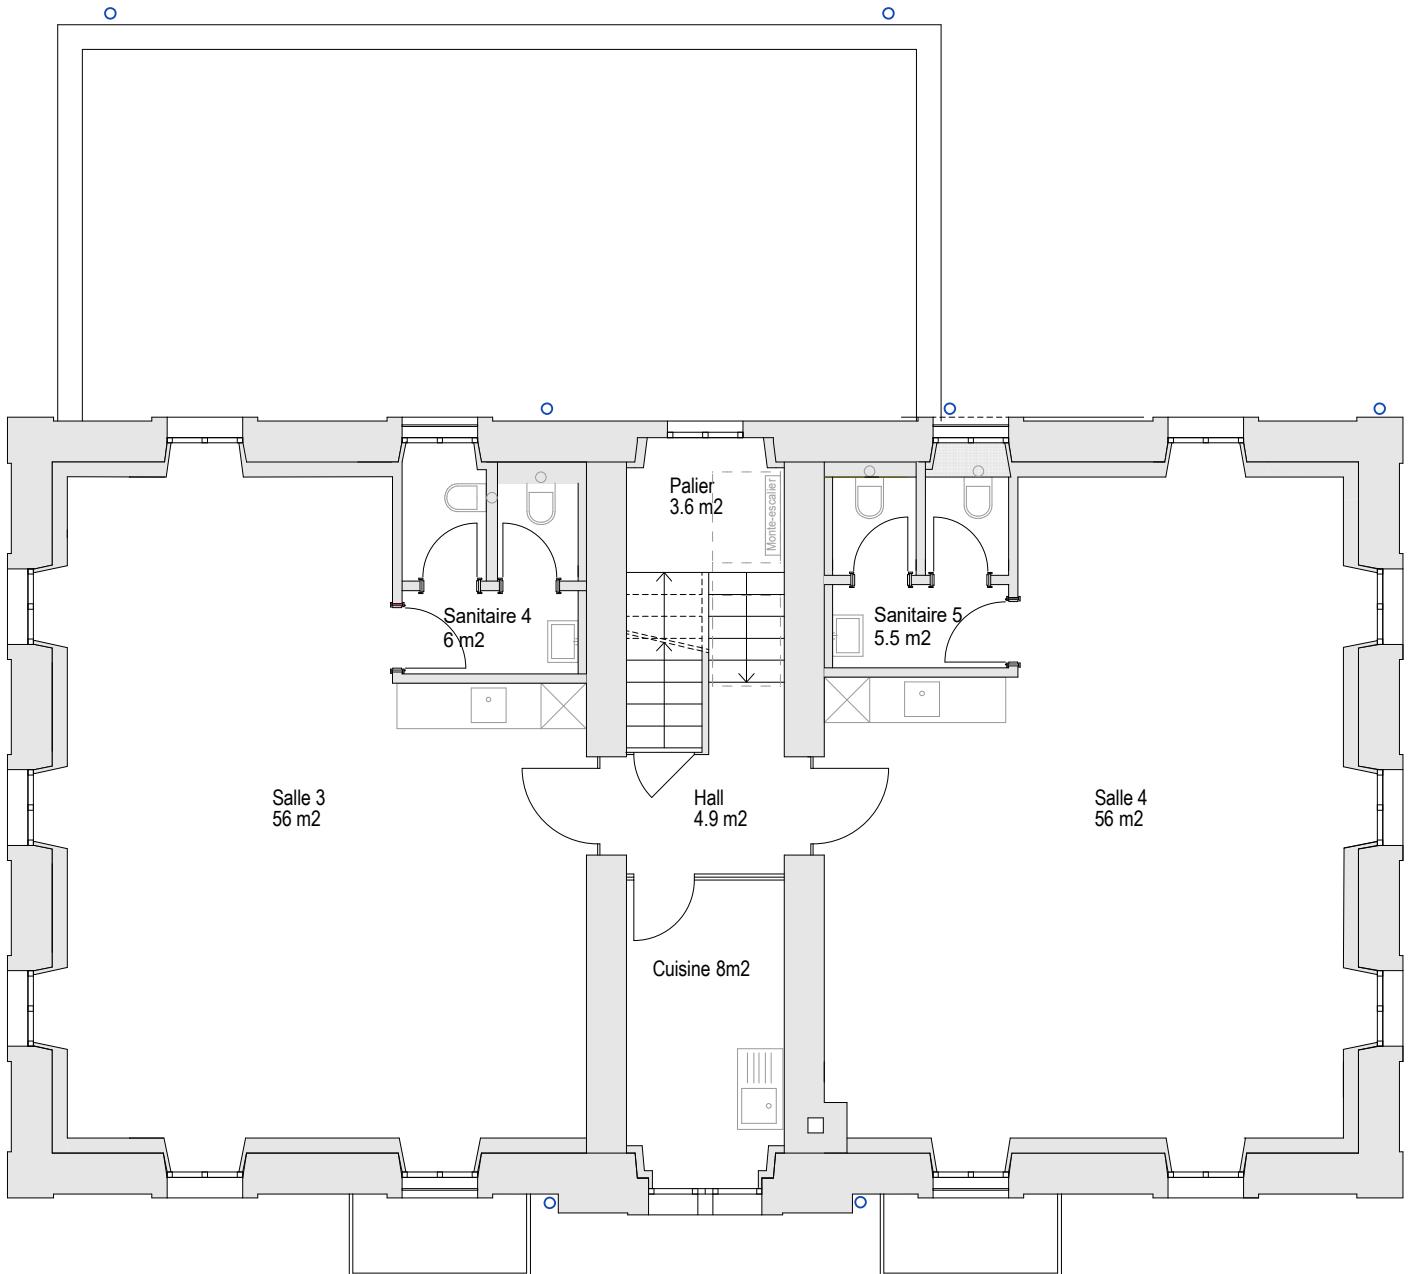 Palier
3.6 m2
Monte-escalier
Sanitaire 4
6 m2
Sanitaire 5
5.5 m2
Salle 3
56 m2
Hall
4.9 m2
Salle 4
56 m2
Cuisine 8m2